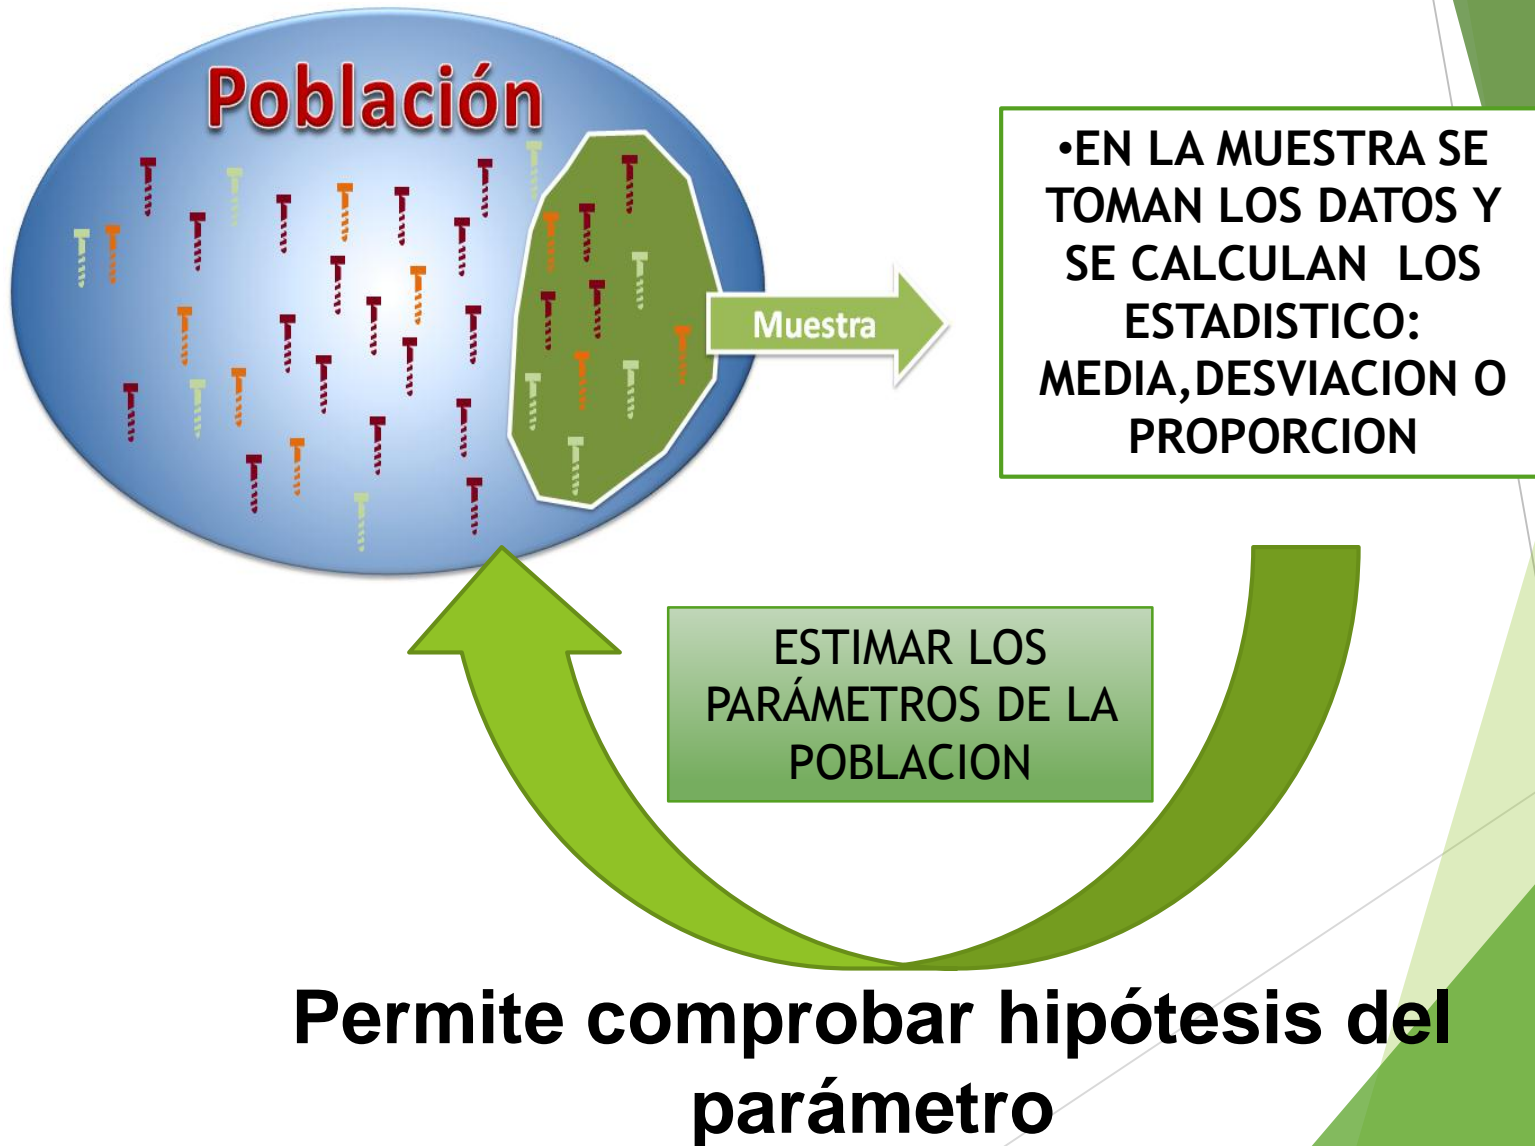 Población
Muestra
•EN LA MUESTRA SE
TOMAN LOS DATOS Y
SE CALCULAN LOS
ESTADISTICO:
MEDIA,DESVIACION O
PROPORCION
ESTIMAR LOS
PARÁMETROS DE LA
POBLACION
Permite comprobar hipótesis del
parámetro